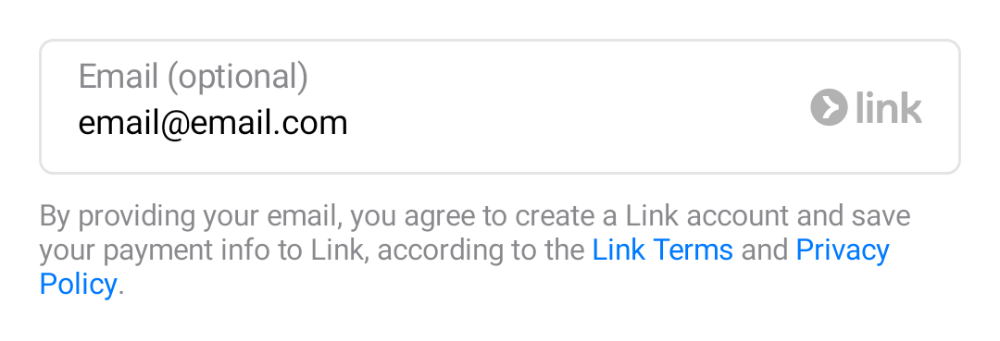 Email (optional)
email@email.com
link
By providing your email, you agree to create a Link account and save
your payment info to Link, according to the Link Terms and Privacy
Policy.